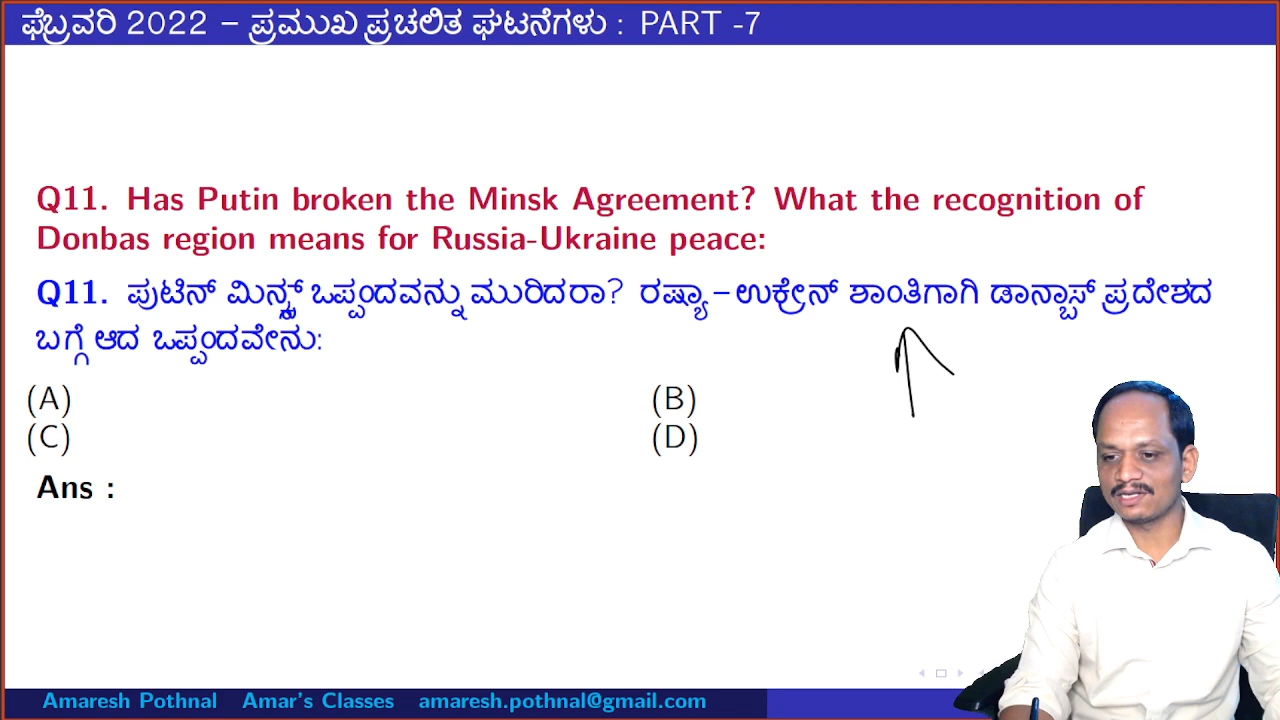 ಫೆಬ್ರವರಿ 2022 – ಪ್ರಮುಖ ಪ್ರಚಲಿತ ಘಟನೆಗಳು : PART -7
Q11. Has Putin broken the Minsk Agreement? What the recognition of
Donbas region means for Russia-Ukraine peace:
Q11. ಪುಟಿನ್ ಮಿನ್ಸ್ಕ್ ಒಪ್ಪಂದವನ್ನು ಮುರಿದರಾ? ರಷ್ಯಾ – ಉಕ್ರೇನ್ ಶಾಂತಿಗಾಗಿ ಡಾನ್ಬಾಸ್ ಪ್ರದೇಶದ
ಬಗ್ಗೆ ಆದ ಒಪ್ಪಂದವೇನು:
(A) (B)
(C) (D)
Ans :
Amaresh Pothnal Amar's Classes amaresh.pothnal@gmail.com